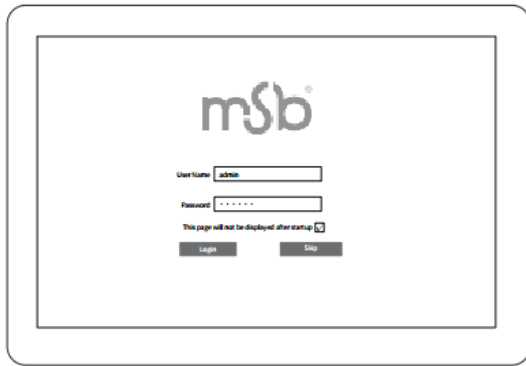 mSb®
User Name admin
Password ······
This page will not be displayed after startup
Login Skip